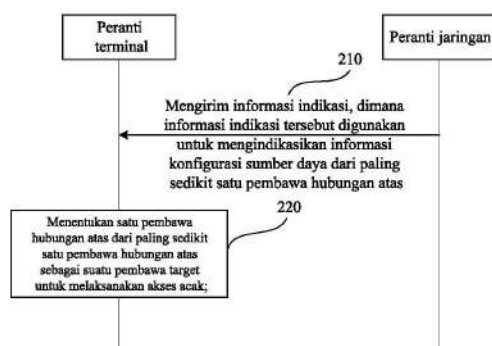 Peranti
terminal
Peranti jaringan
210
Mengirim informasi indikasi, dimana
informasi indikasi tersebut digunakan
untuk mengindikasikan informasi
konfigurasi sumber daya dari paling
sedikit satu pembawa hubungan atas
220
Menentukan satu pembawa
hubungan atas dari paling sedikit
satu pembawa hubungan atas
sebagai suatu pembawa target
untuk melaksanakan akses acak;